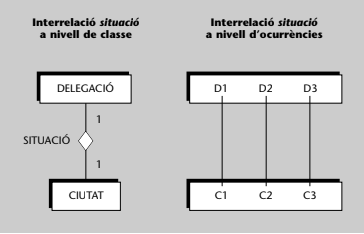 Interrelació situació
a nivell de classe
DELEGACIÓ
1
SITUACIÓ
1
CIUTAT
Interrelació situació
a nivell d'ocurrències
D1 D2 D3
C1 C2 C3